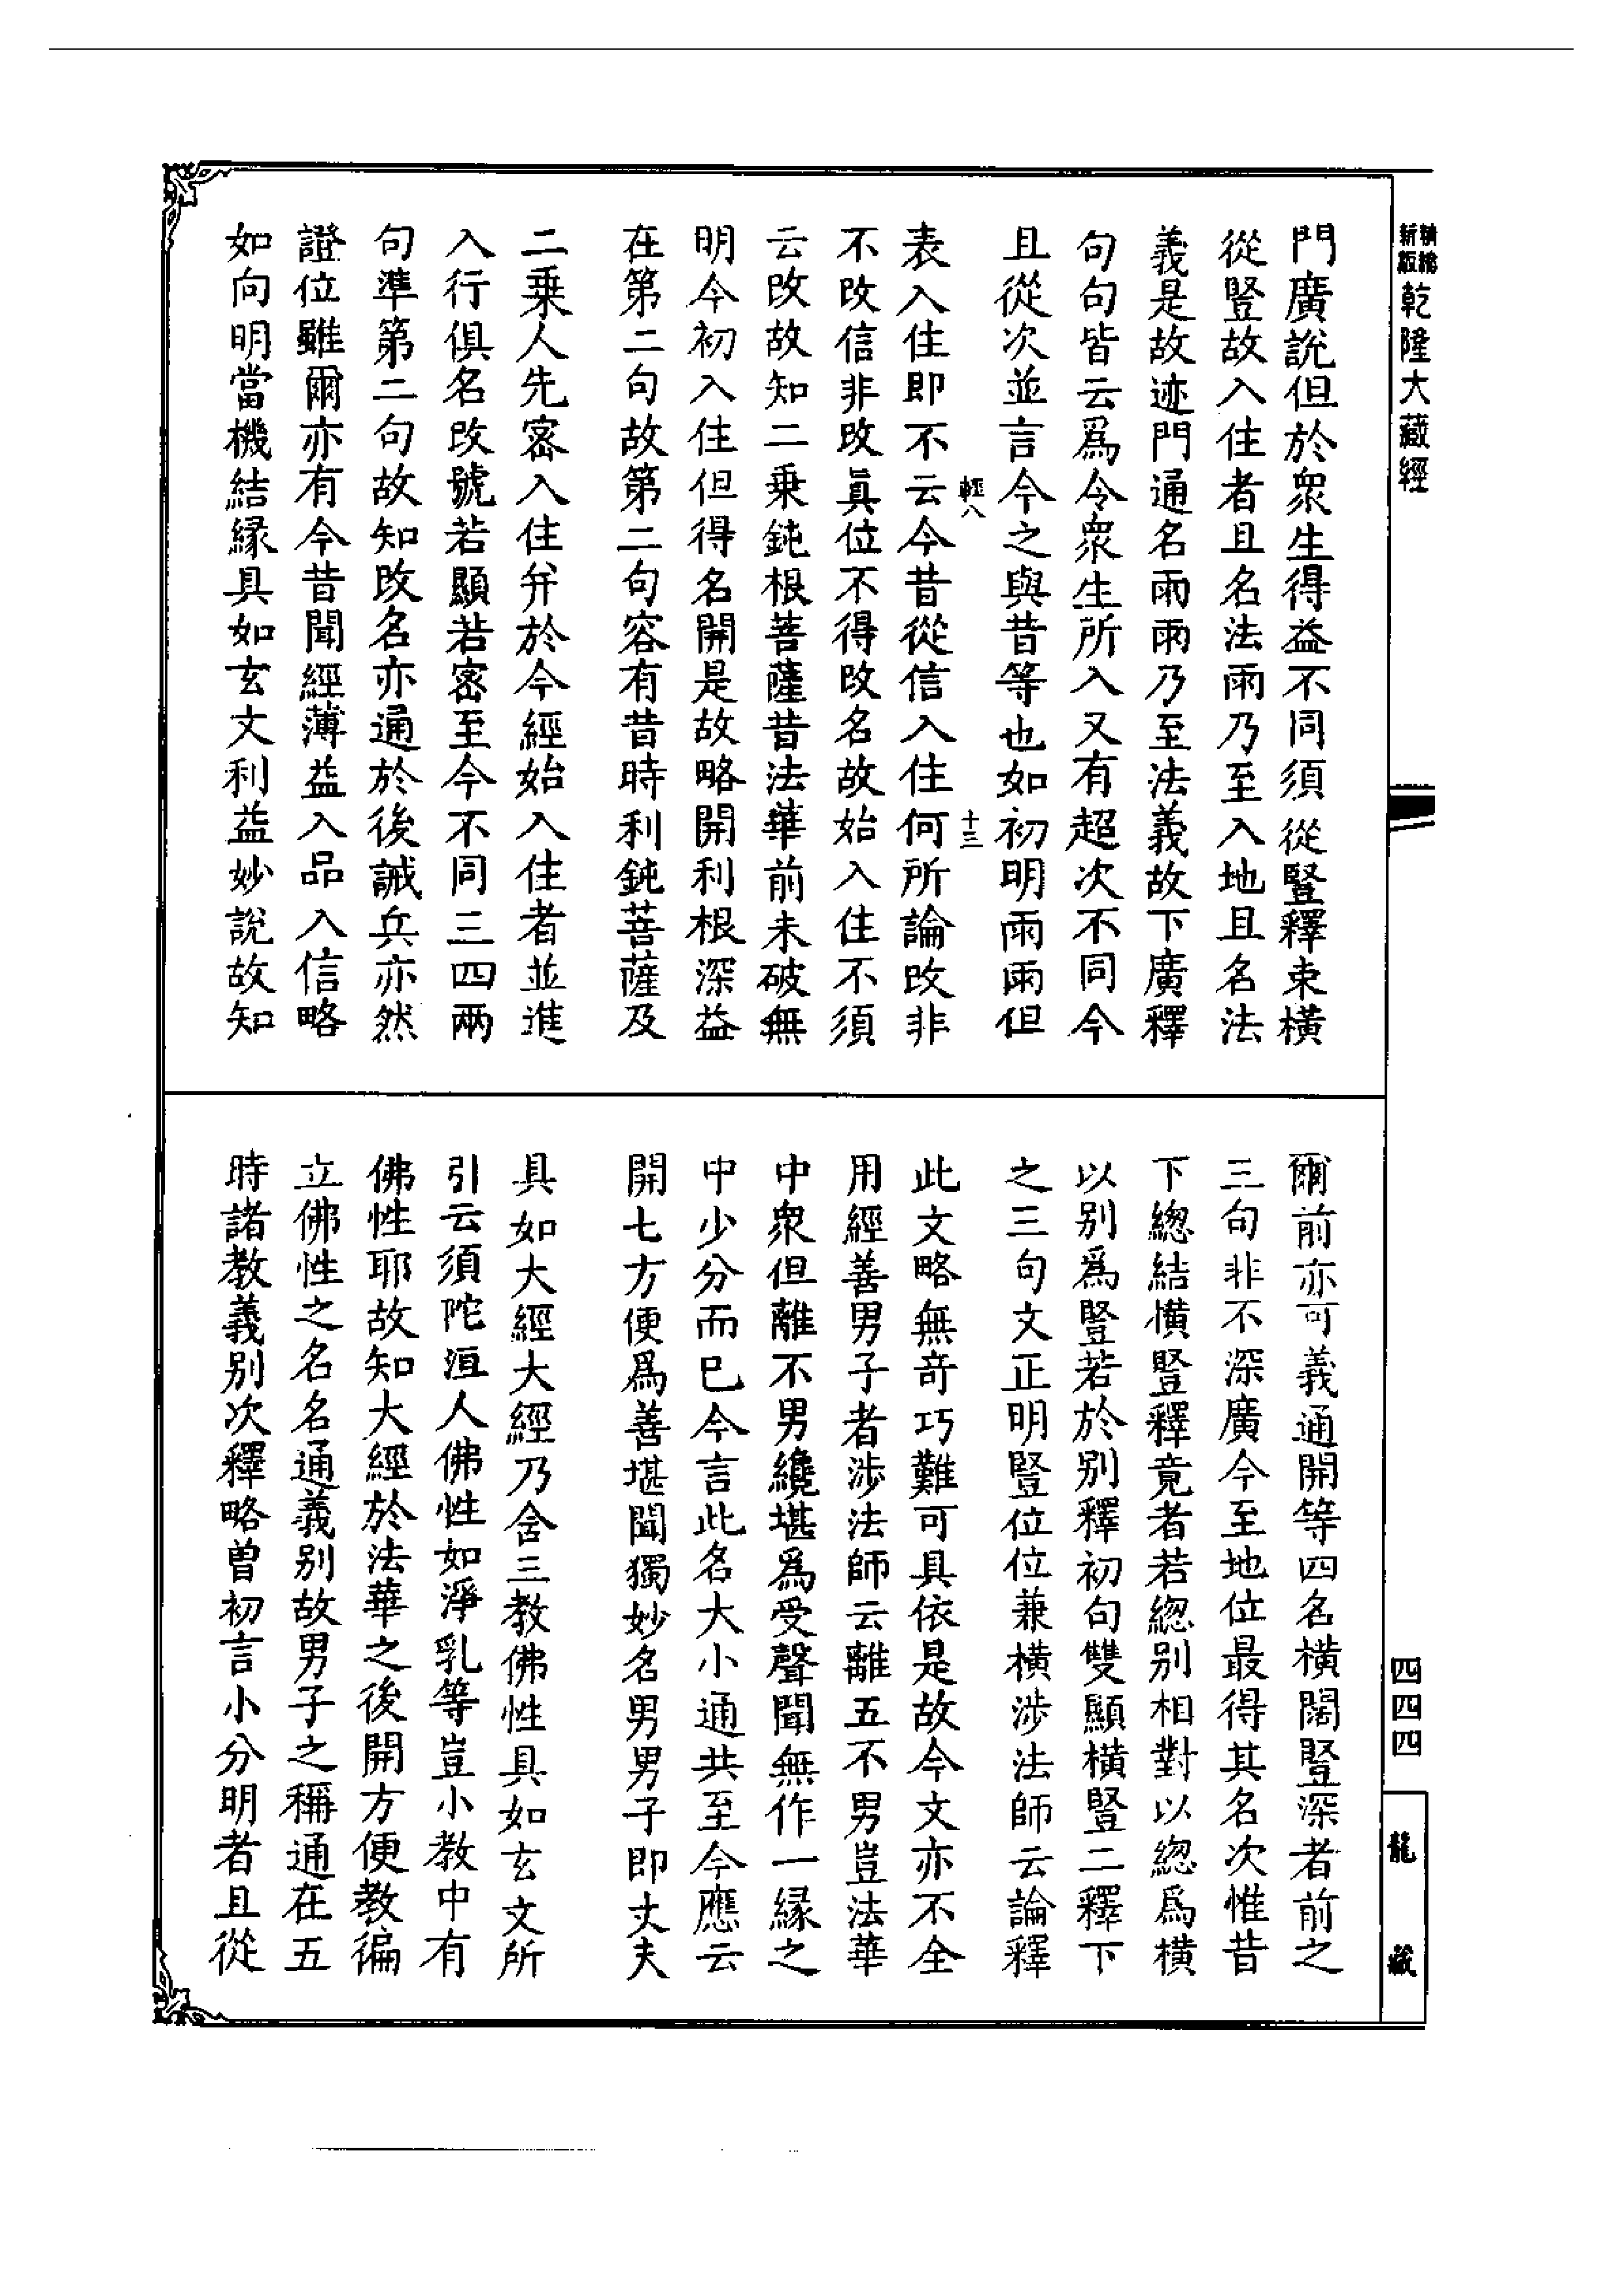 精繪新版乾隆大藏經
門廣說但於衆生得益不同須從豎釋束橫
從豎故入住者且名法雨乃至入地且名法
義是故迹門通名雨雨乃至法義故下廣釋
句句皆云爲令衆生所入又有超次不同今
且從次並言今之與昔等也如初明雨雨但
輕八
十三
表入住即不云今昔從信入住何所論改非
不改信非改真位不得改名故始入住不須
云改故知二乗鈍根菩薩昔法華前未破無
明今初入住但得名開是故略開利根深益
在第二句故第二句容有昔時利鈍菩薩及
二乗人先密入住并於今經始入住者並進
入行俱名改號若顯若密至今不同三四兩
句準第二句故知改名亦通於後誡兵亦然
證位雖爾亦有今昔聞經薄益入品入信略
如向明當機結縁具如玄文利益妙說故知
爾前亦可義通開等四名橫闊豎深者前之
三句非不深廣今至地位最得其名次惟昔
下總結橫豎釋竟者若總別相對以總爲橫
以别爲豎若於别釋初句雙顯橫豎二釋下
之三句文正明豎位位兼橫涉法師云論釋
此文略無竒巧難可具依是故今文亦不全
用經善男子者涉法師云離五不男豈法華
中衆但離不男纔堪爲受聲聞無作一縁之
中少分而已今言此名大小通共至今應云
開七方便爲善堪聞獨妙名男男子即丈夫
具如大經大經乃含三教佛性具如玄文所
引云須陀洹人佛性如淨乳等豈小教中有
佛性耶故知大經於法華之後開方便教徧
立佛性之名名通義別故男子之稱通在五
時諸教義别次釋略曽初言小分明者且從
四四四
龍藏